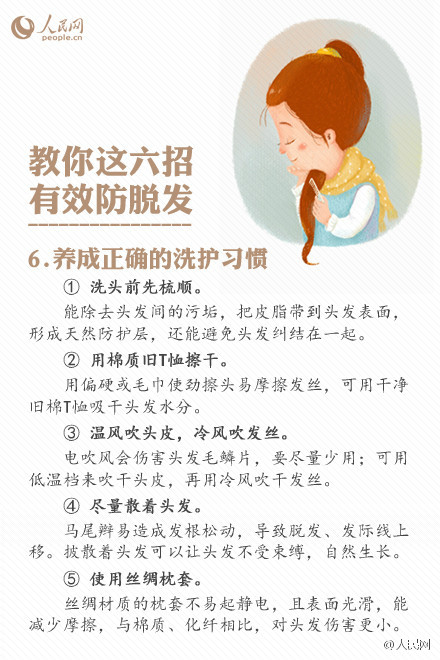 人民网
people.cn
教你这六招
有效防脱发
6.养成正确的洗护习惯
① 洗头前先梳顺。
能除去头发间的污垢，把皮脂带到头发表面，
形成天然防护层，还能避免头发纠结在一起。
② 用棉质旧T恤擦干。
用偏硬或毛巾使劲擦头易摩擦发丝，可用干净
旧棉T恤吸干头发水分。
③ 温风吹头皮，冷风吹发丝。
电吹风会伤害头发毛鳞片，要尽量少用；可用
低温档来吹干头皮，再用冷风吹干发丝。
④ 尽量散着头发。
马尾辫易造成发根松动，导致脱发、发际线上
移。披散着头发可以让头发不受束缚，自然生长。
⑤ 使用丝绸枕套。
丝绸材质的枕套不易起静电，且表面光滑，能
减少摩擦，与棉质、化纤相比，对头发伤害更小。
@人民网